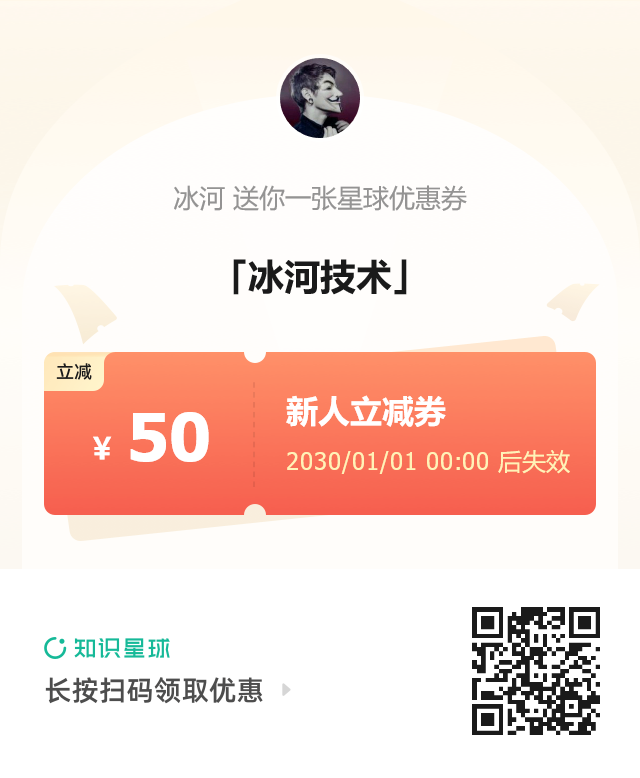 冰河 送你一张星球优惠券
「冰河技术」
立减
¥ 50
新人立减券
2030/01/01 00:00 后失效
知识星球
长按扫码领取优惠